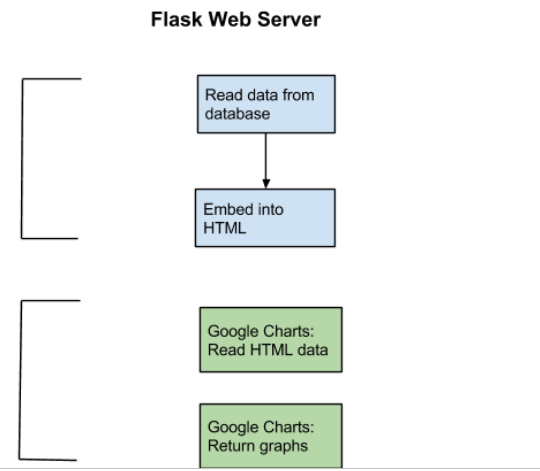 Flask Web Server
Read data from
database
Embed into
HTML
Google Charts:
Read HTML data
Google Charts:
Return graphs